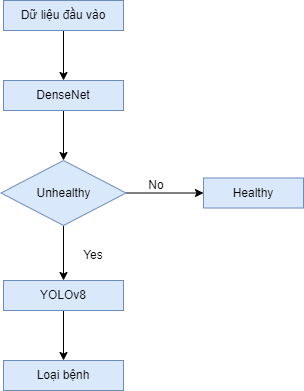 Dữ liệu đầu vào
DenseNet
Unhealthy
No
Healthy
Yes
YOLOv8
Loại bệnh